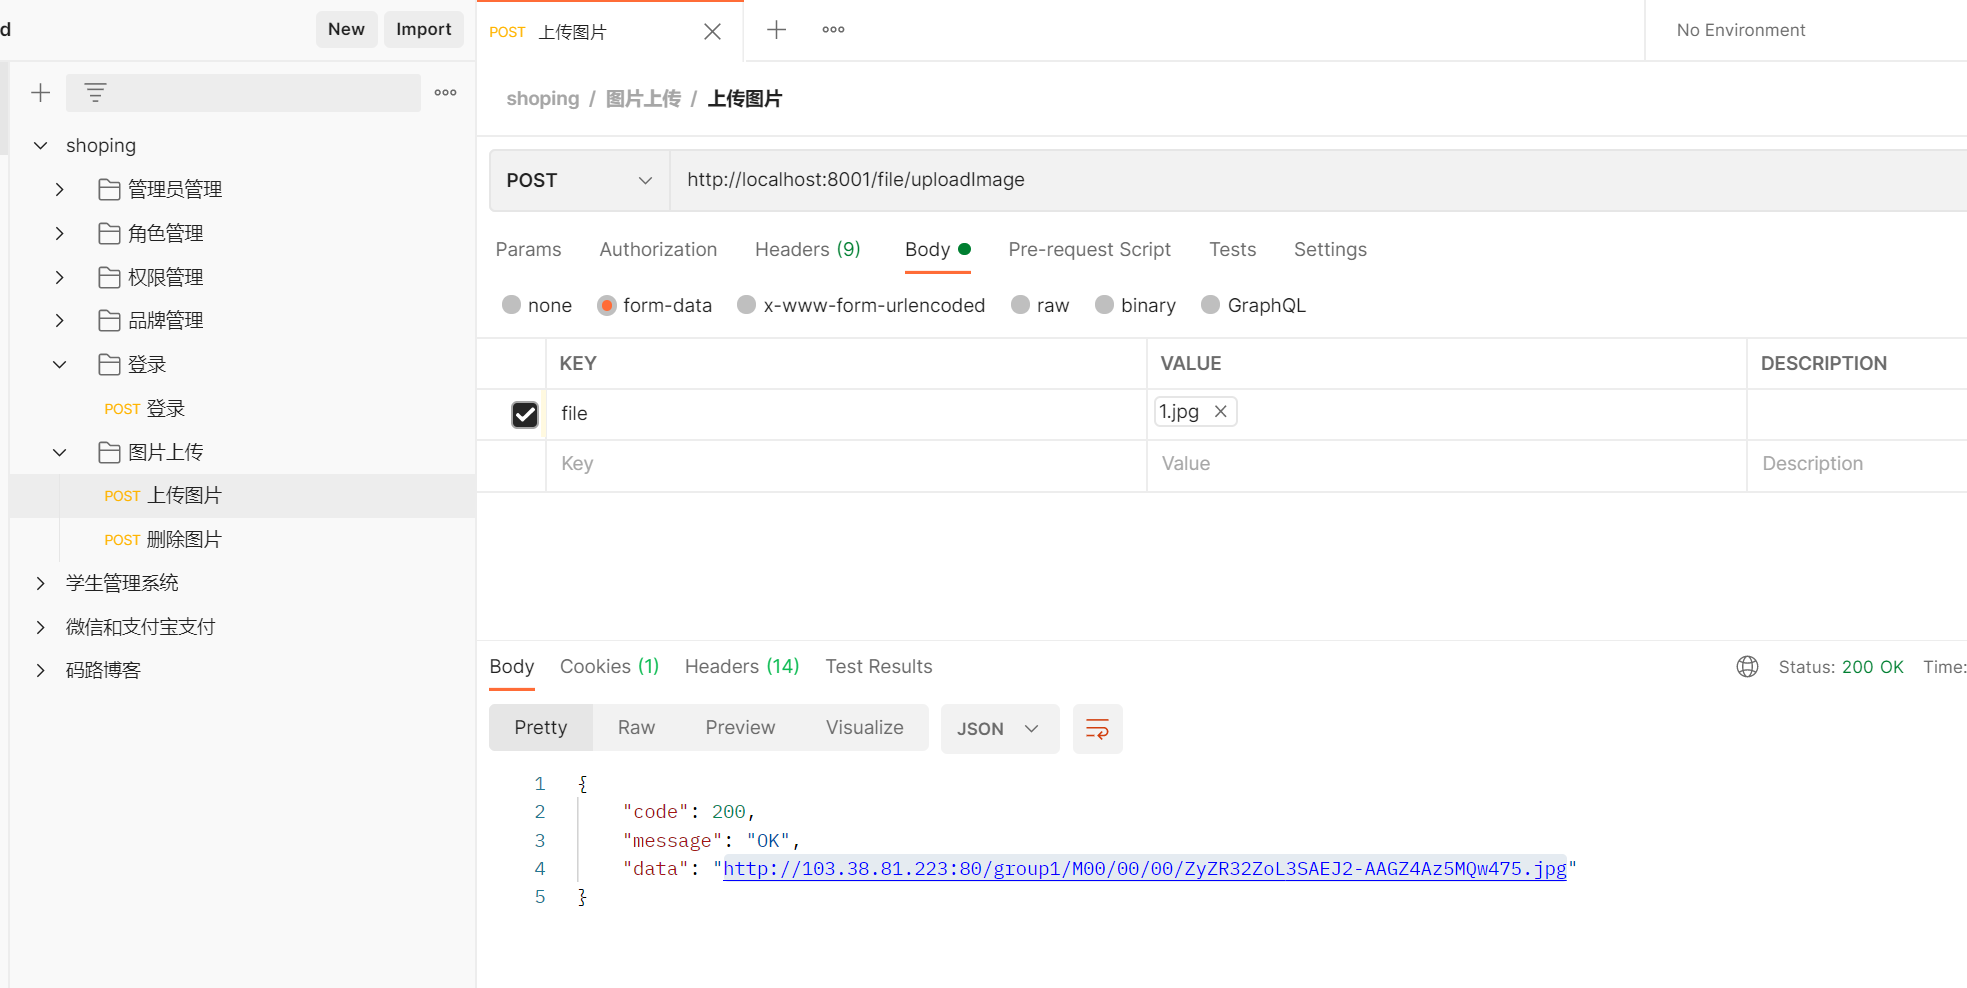 d
New
Import
shoping
管理员管理
角色管理
权限管理
品牌管理
登录
POST 登录
图片上传
POST 上传图片
POST 删除图片
学生管理系统
微信和支付宝支付
码路博客
POST 上传图片
No Environment
shoping / 图片上传 / 上传图片
POST
http://localhost:8001/file/uploadImage
Params Authorization Headers (9) Body Pre-request Script Tests Settings
none form-data x-www-form-urlencoded raw binary GraphQL
KEY VALUE DESCRIPTION
file 1.jpg
Key Value Description
Body Cookies (1) Headers (14) Test Results Status: 200 OK Time:
Pretty Raw Preview Visualize JSON
1 {
2 "code": 200,
3 "message": "OK",
4 "data": "http://103.38.81.223:80/group1/M00/00/00/ZyZR32ZoL3SAEJ2-AAGZ4Az5MQw475.jpg"
5 }